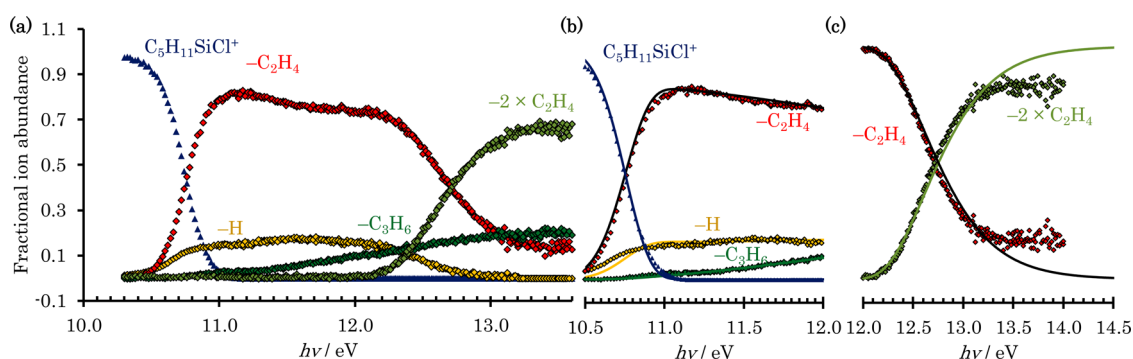 (a)
(b)
(c)
1.1
0.9
0.7
0.5
0.3
0.1
-0.1
Fractional ion abundance
C₅H₁₁SiCl⁺
–C₂H₄
–2 × C₂H₄
–H
–C₃H₆
10.0 11.0 12.0 13.0
hν / eV
C₅H₁₁SiCl⁺
–C₂H₄
–H
–C₃H₆
10.5 11.0 11.5 12.0
hν / eV
–C₂H₄
–2 × C₂H₄
12.0 12.5 13.0 13.5 14.0 14.5
hν / eV